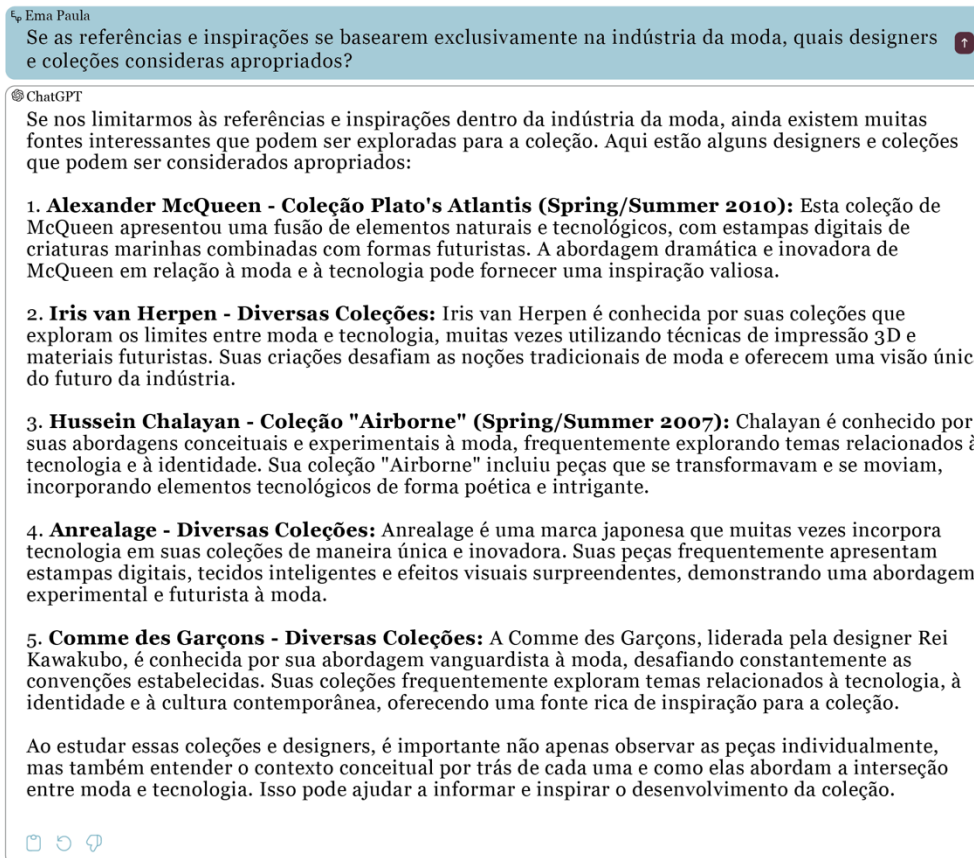 Ema Paula
Se as referências e inspirações se basearem exclusivamente na indústria da moda, quais designers
e coleções consideras apropriados?
ChatGPT
Se nos limitarmos às referências e inspirações dentro da indústria da moda, ainda existem muitas
fontes interessantes que podem ser exploradas para a coleção. Aqui estão alguns designers e coleções
que podem ser considerados apropriados:
1. Alexander McQueen - Coleção Plato's Atlantis (Spring/Summer 2010): Esta coleção de
McQueen apresentou uma fusão de elementos naturais e tecnológicos, com estampas digitais de
criaturas marinhas combinadas com formas futuristas. A abordagem dramática e inovadora de
McQueen em relação à moda e à tecnologia pode fornecer uma inspiração valiosa.
2. Iris van Herpen - Diversas Coleções: Iris van Herpen é conhecida por suas coleções que
exploram os limites entre moda e tecnologia, muitas vezes utilizando técnicas de impressão 3D e
materiais futuristas. Suas criações desafiam as noções tradicionais de moda e oferecem uma visão únic
do futuro da indústria.
3. Hussein Chalayan - Coleção "Airborne" (Spring/Summer 2007): Chalayan é conhecido por
suas abordagens conceituais e experimentais à moda, frequentemente explorando temas relacionados à
tecnologia e à identidade. Sua coleção "Airborne" incluiu peças que se transformavam e se moviam,
incorporando elementos tecnológicos de forma poética e intrigante.
4. Anrealage - Diversas Coleções: Anrealage é uma marca japonesa que muitas vezes incorpora
tecnologia em suas coleções de maneira única e inovadora. Suas peças frequentemente apresentam
estampas digitais, tecidos inteligentes e efeitos visuais surpreendentes, demonstrando uma abordagem
experimental e futurista à moda.
5. Comme des Garçons - Diversas Coleções: A Comme des Garçons, liderada pela designer Rei
Kawakubo, é conhecida por sua abordagem vanguardista à moda, desafiando constantemente as
convenções estabelecidas. Suas coleções frequentemente exploram temas relacionados à tecnologia, à
identidade e à cultura contemporânea, oferecendo uma fonte rica de inspiração para a coleção.
Ao estudar essas coleções e designers, é importante não apenas observar as peças individualmente,
mas também entender o contexto conceitual por trás de cada uma e como elas abordam a interseção
entre moda e tecnologia. Isso pode ajudar a informar e inspirar o desenvolvimento da coleção.